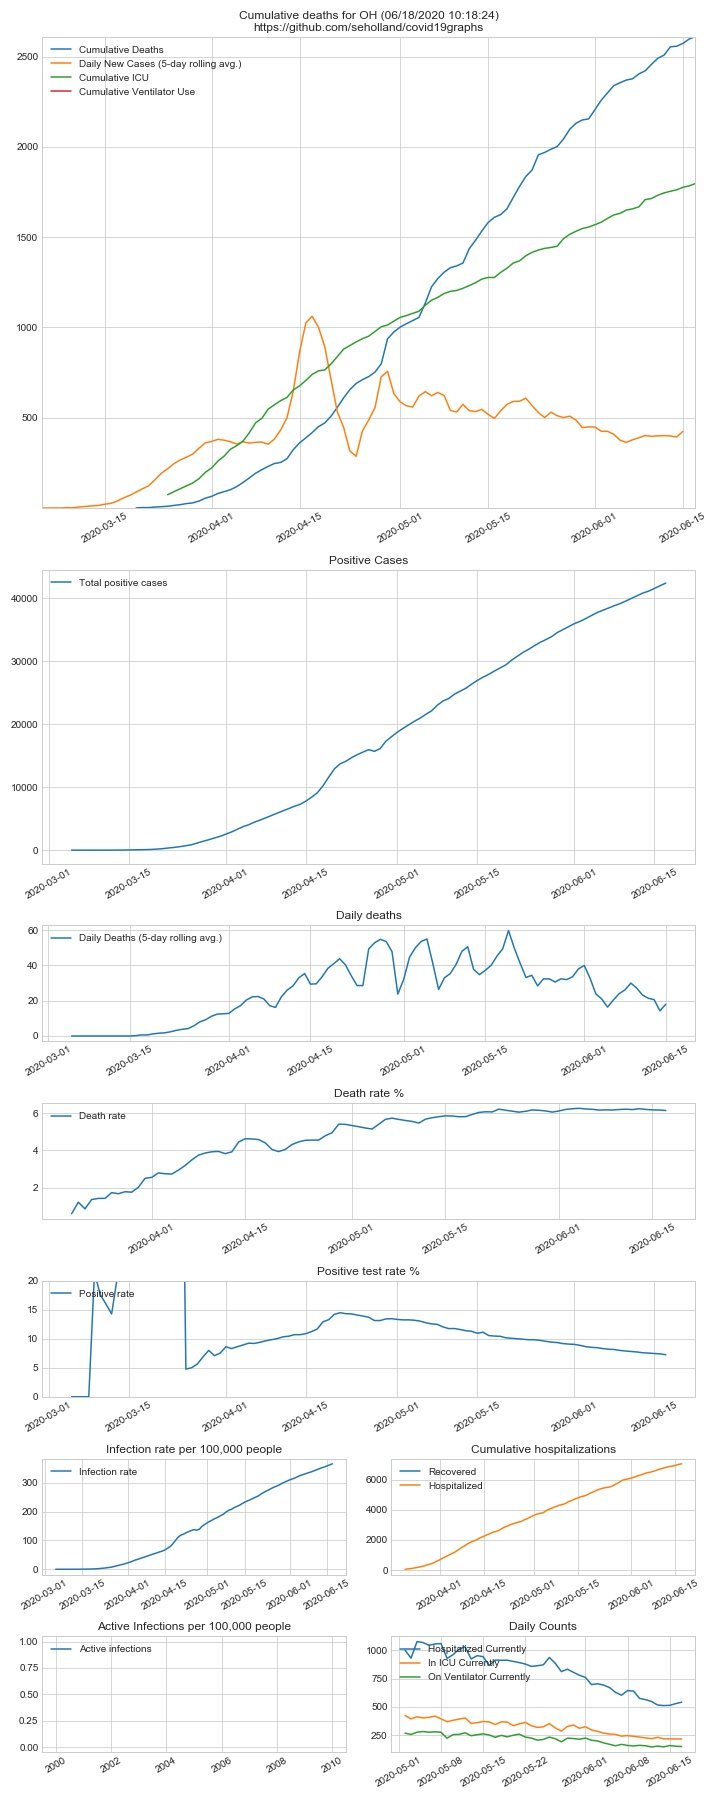 Cumulative deaths for OH (06/18/2020 10:18:24)
https://github.com/seholland/covid19graphs
Cumulative Deaths
Daily New Cases (5-day rolling avg.)
Cumulative ICU
Cumulative Ventilator Use
2500
2000
1500
1000
500
2020-03-15 2020-04-01 2020-04-15 2020-05-01 2020-05-15 2020-06-01 2020-06-15
Positive Cases
Total positive cases
40000
30000
20000
10000
0
2020-03-01 2020-03-15 2020-04-01 2020-04-15 2020-05-01 2020-05-15 2020-06-01 2020-06-15
Daily deaths
Daily Deaths (5-day rolling avg.)
60
40
20
0
2020-03-01 2020-03-15 2020-04-01 2020-04-15 2020-05-01 2020-05-15 2020-06-01 2020-06-15
Death rate %
Death rate
6
4
2
2020-04-01 2020-04-15 2020-05-01 2020-05-15 2020-06-01 2020-06-15
Positive test rate %
Positive rate
20
15
10
5
0
2020-03-01 2020-03-15 2020-04-01 2020-04-15 2020-05-01 2020-05-15 2020-06-01 2020-06-15
Infection rate per 100,000 people
Infection rate
300
200
100
0
2020-03-01 2020-03-15 2020-04-01 2020-04-15 2020-05-01 2020-05-15 2020-06-01 2020-06-15
Cumulative hospitalizations
Recovered
Hospitalized
6000
4000
2000
0
2020-04-01 2020-04-15 2020-05-01 2020-05-15 2020-06-01 2020-06-15
Active Infections per 100,000 people
Active infections
1.00
0.75
0.50
0.25
0.00
2000 2002 2004 2006 2008 2010
Daily Counts
Hospitalized Currently
In ICU Currently
On Ventilator Currently
1000
750
500
250
2020-05-01 2020-05-08 2020-05-15 2020-05-22 2020-06-01 2020-06-08 2020-06-15